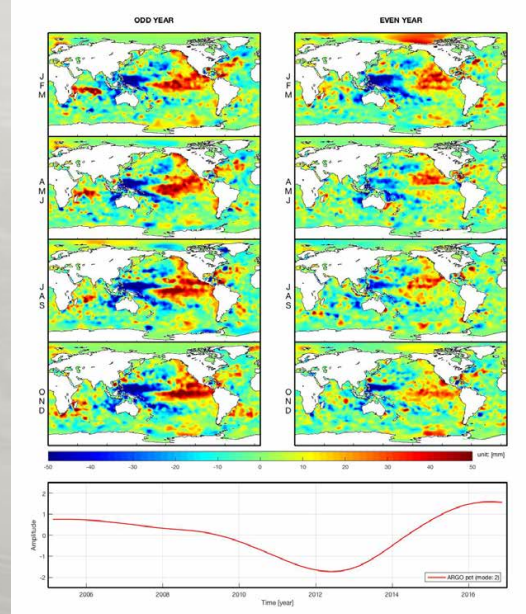 ODD YEAR
EVEN YEAR
J
F
M
J
F
M
A
M
J
A
M
J
J
A
S
J
A
S
O
N
D
O
N
D
-50 -40 -30 -20 -10 0 10 20 30 40 50
unit: [mm]
2
1
0
-1
-2
Amplitude
ARGO pct (mode: 2)
2006 2008 2010 2012 2014 2016
Time [year]